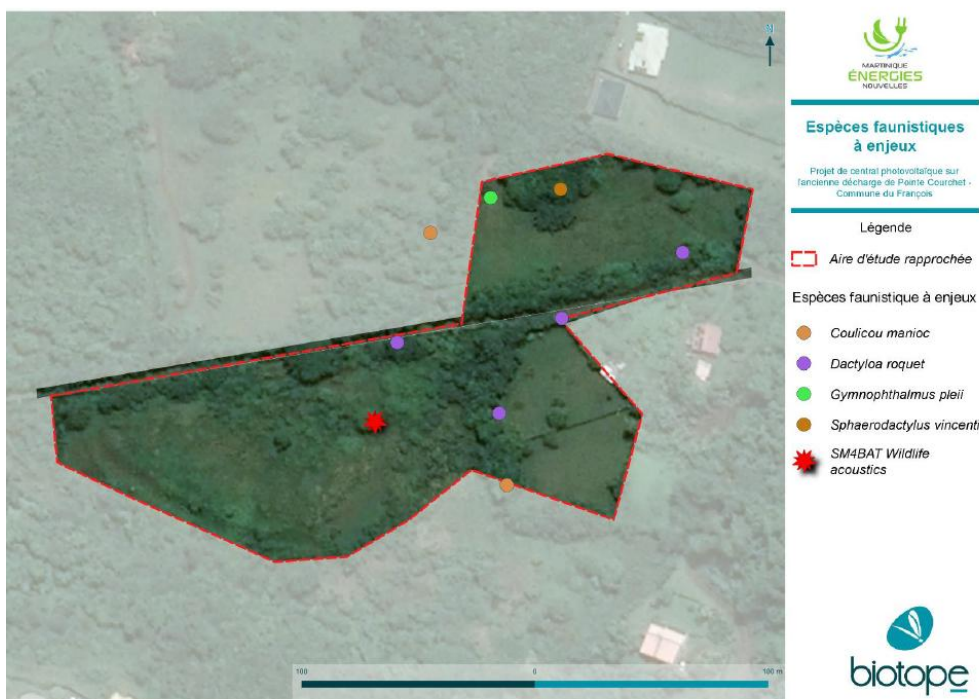 N
MARTINIQUE
ÉNERGIES
NOUVELLES
Espèces faunistiques
à enjeux
Projet de central photovoltaïque sur
l'ancienne décharge de Pointe Courchet -
Commune du François
Légende
Aire d'étude rapprochée
Espèces faunistique à enjeux
Coulicou manioc
Dactyloa roquet
Gymnophthalmus pleii
Sphaerodactylus vincenti
SM4BAT Wildlife
acoustics
100
0
100 m
biotope